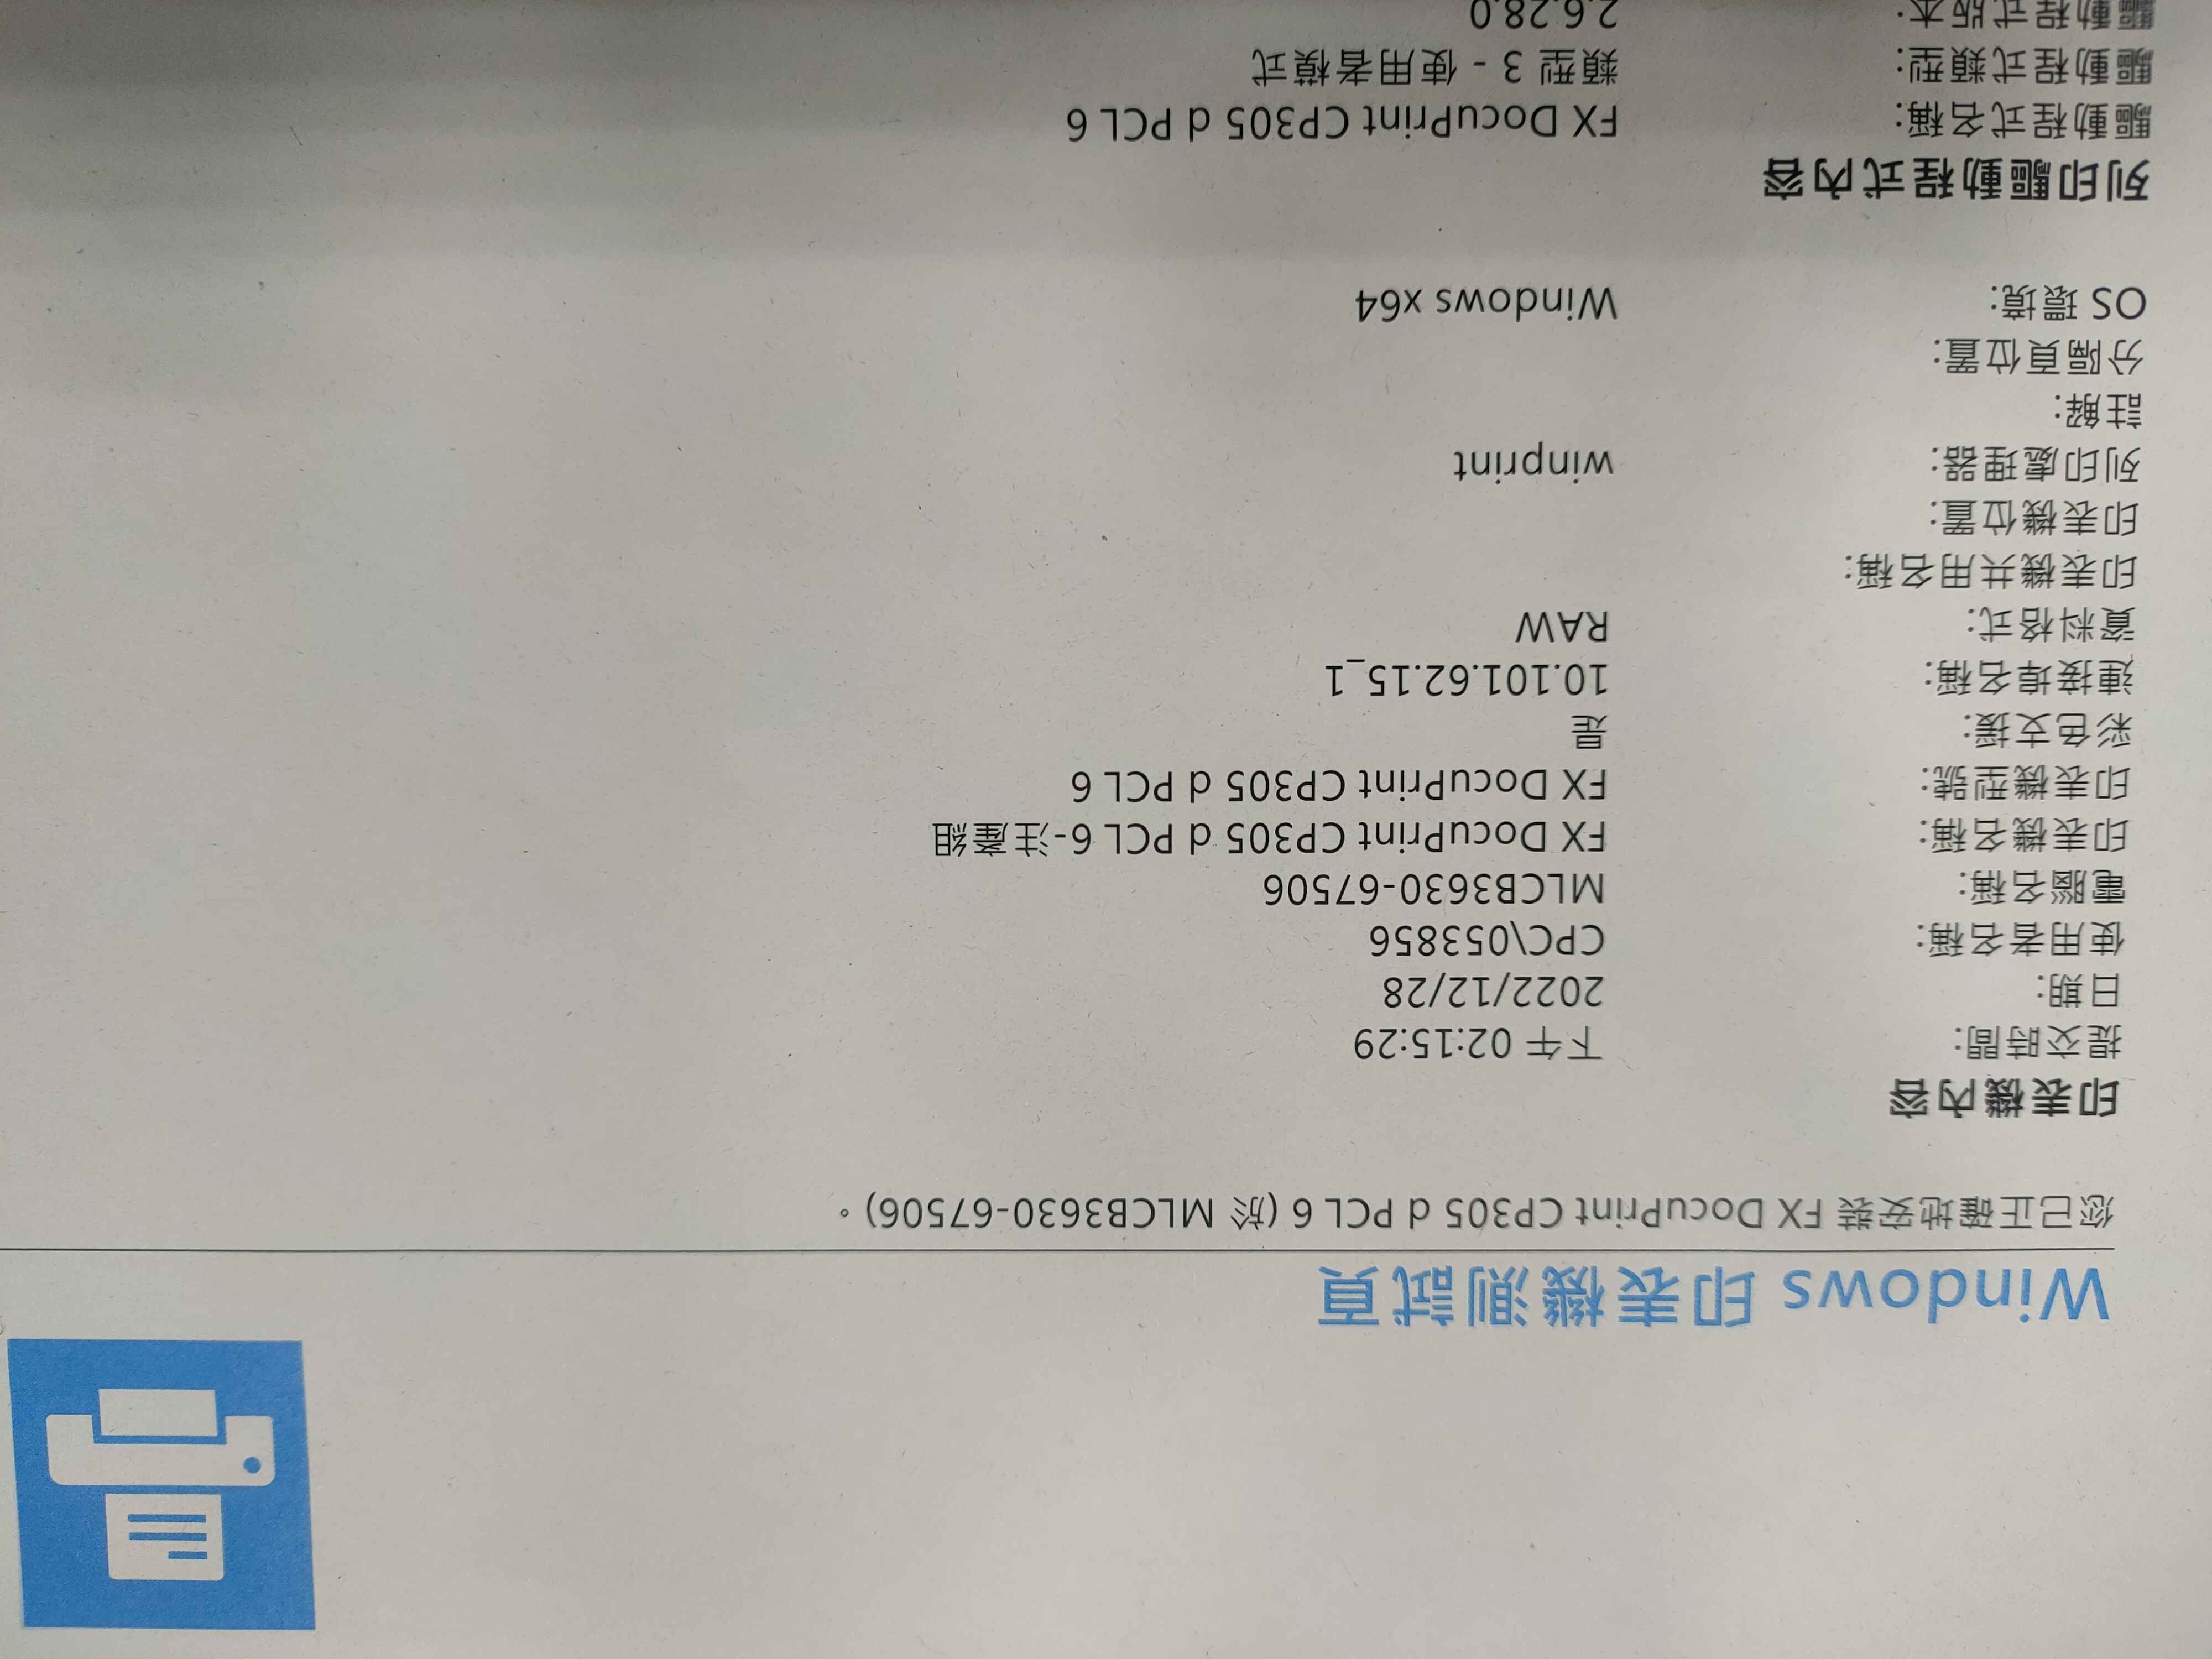 Windows 印表機測試頁
您已正確地安裝 FX DocuPrint CP305 d PCL 6 (於 MLCB3630-67506)。
印表機內容
提交時間: 下午 02:15:29
日期: 2022/12/28
使用者名稱: CPC\053856
電腦名稱: MLCB3630-67506
印表機名稱: FX DocuPrint CP305 d PCL 6-注產組
印表機型號: FX DocuPrint CP305 d PCL 6
彩色支援: 是
連接埠名稱: 10.101.62.15_1
資料格式: RAW
印表機共用名稱:
印表機位置:
列印處理器: winprint
註解:
分隔頁位置:
OS 環境: Windows x64
列印驅動程式內容
驅動程式名稱: FX DocuPrint CP305 d PCL 6
驅動程式類型: 類型 3 - 使用者模式
驅動程式版本: 2.6.28.0